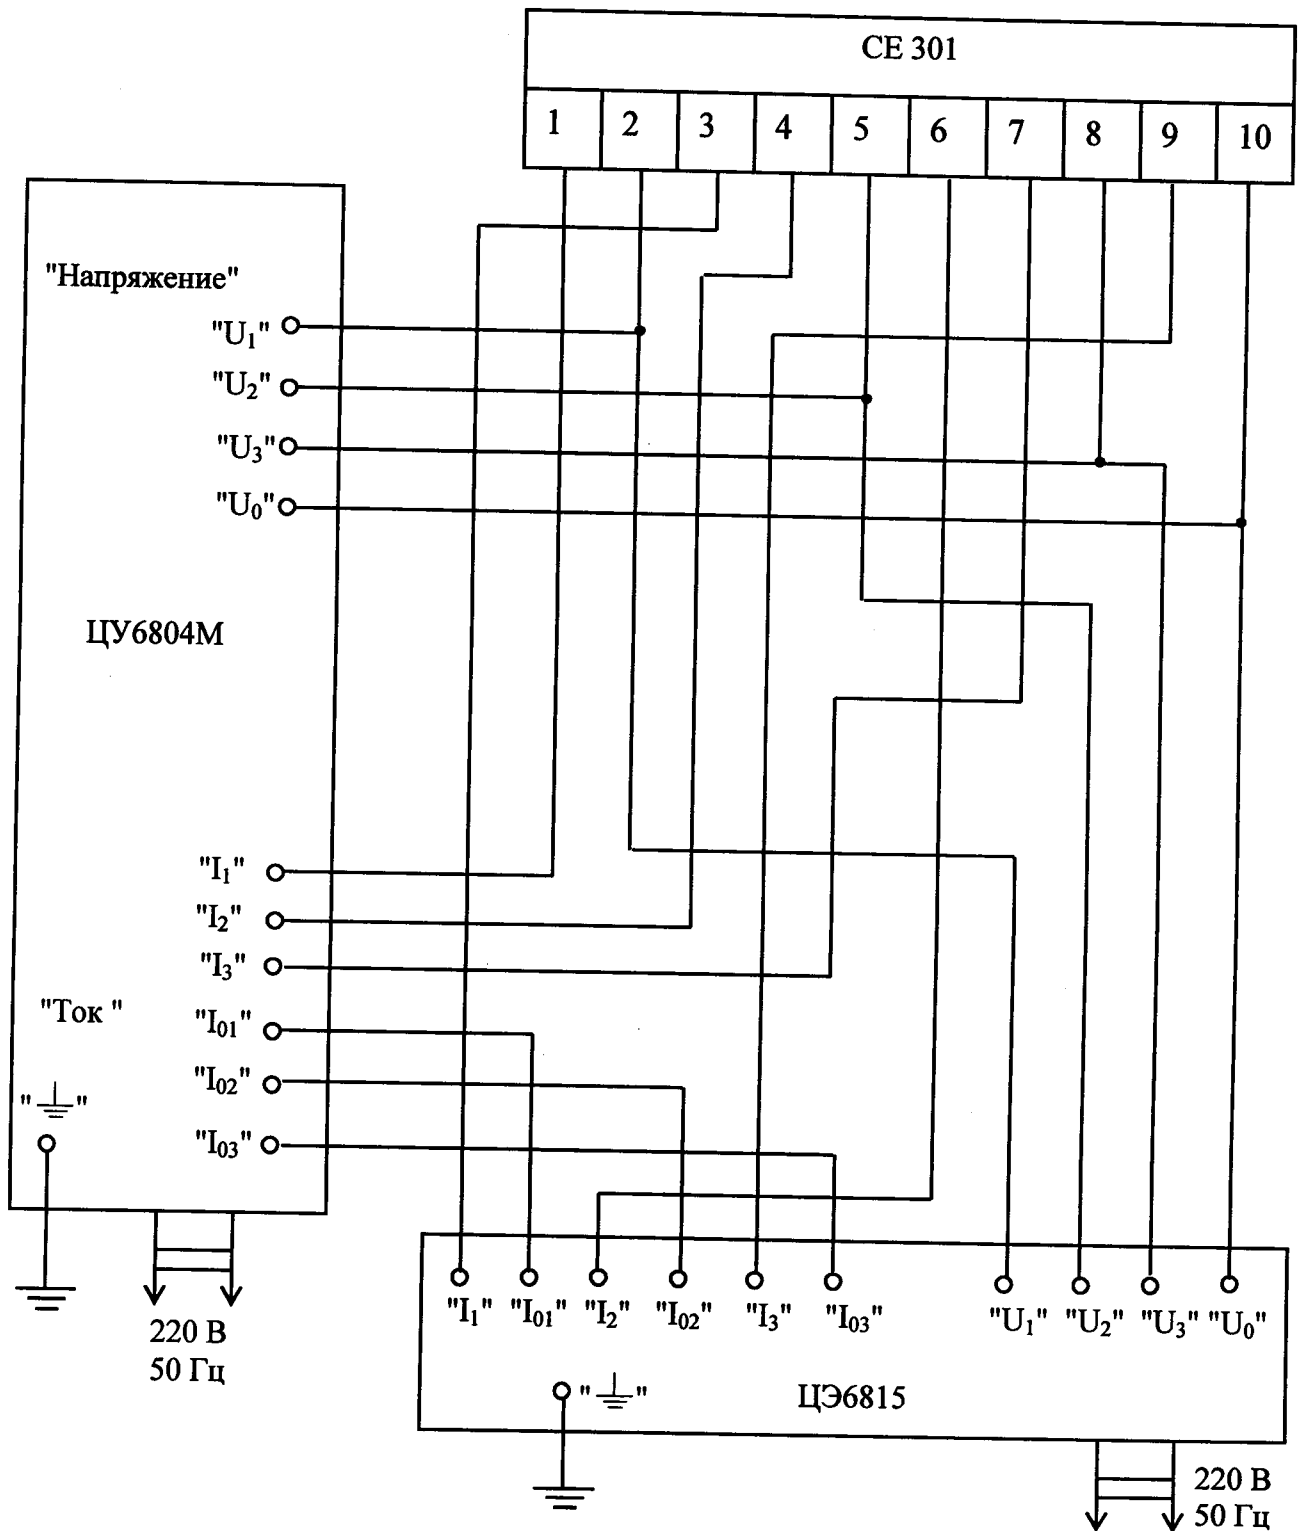 СЕ 301
1 2 3 4 5 6 7 8 9 10
"Напряжение"
"U₁"
"U₂"
"U₃"
"U₀"
ЦУ6804М
"I₁"
"I₂"
"I₃"
"Ток "
"I₀₁"
"I₀₂"
"I₀₃"
"⏚"
220 В
50 Гц
"I₁" "I₀₁" "I₂" "I₀₂" "I₃" "I₀₃" "U₁" "U₂" "U₃" "U₀"
"⏚"
ЦЭ6815
220 В
50 Гц